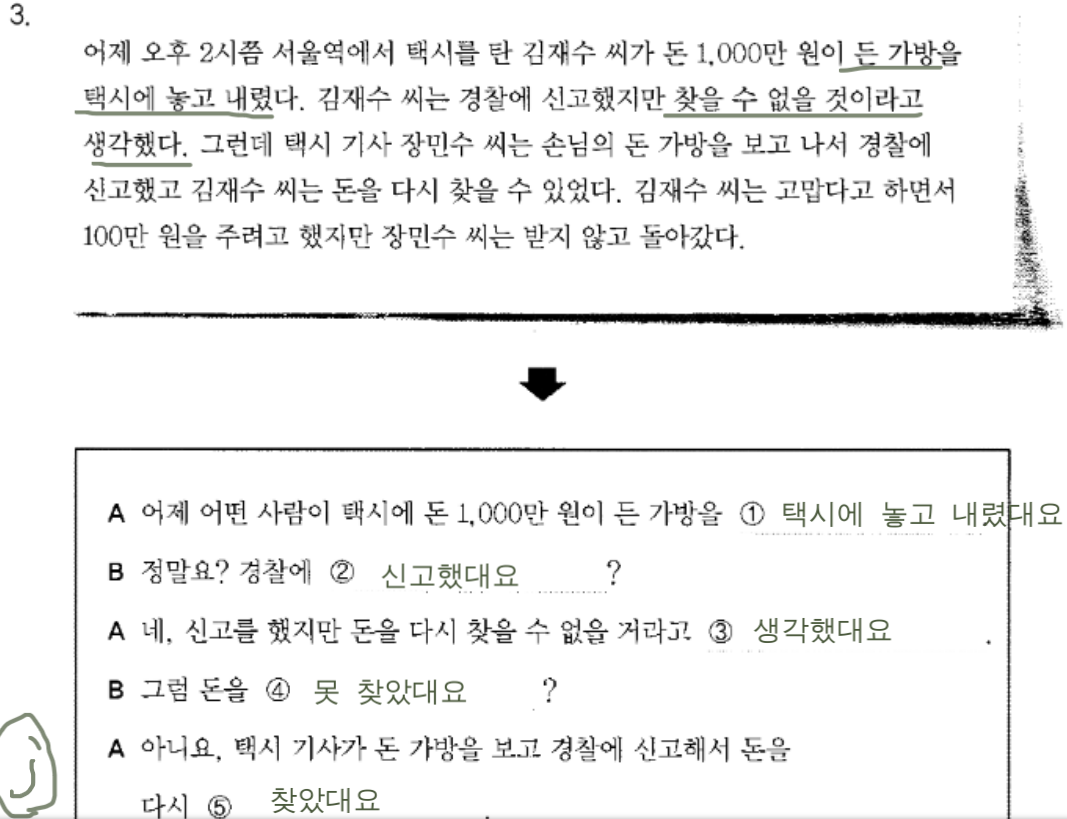 3.
어제 오후 2시쯤 서울역에서 택시를 탄 김재수 씨가 돈 1,000만 원이 든 가방을
택시에 놓고 내렸다. 김재수 씨는 경찰에 신고했지만 찾을 수 없을 것이라고
생각했다. 그런데 택시 기사 장민수 씨는 손님의 돈 가방을 보고 나서 경찰에
신고했고 김재수 씨는 돈을 다시 찾을 수 있었다. 김재수 씨는 고맙다고 하면서
100만 원을 주려고 했지만 장민수 씨는 받지 않고 돌아갔다.
A 어제 어떤 사람이 택시에 돈 1,000만 원이 든 가방을 ① 택시에 놓고 내렸대요
B 정말요? 경찰에 ② 신고했대요 ?
A 네, 신고를 했지만 돈을 다시 찾을 수 없을 거라고 ③ 생각했대요 .
B 그럼 돈을 ④ 못 찾았대요 ?
A 아니요, 택시 기사가 돈 가방을 보고 경찰에 신고해서 돈을
다시 ⑤ 찾았대요 .